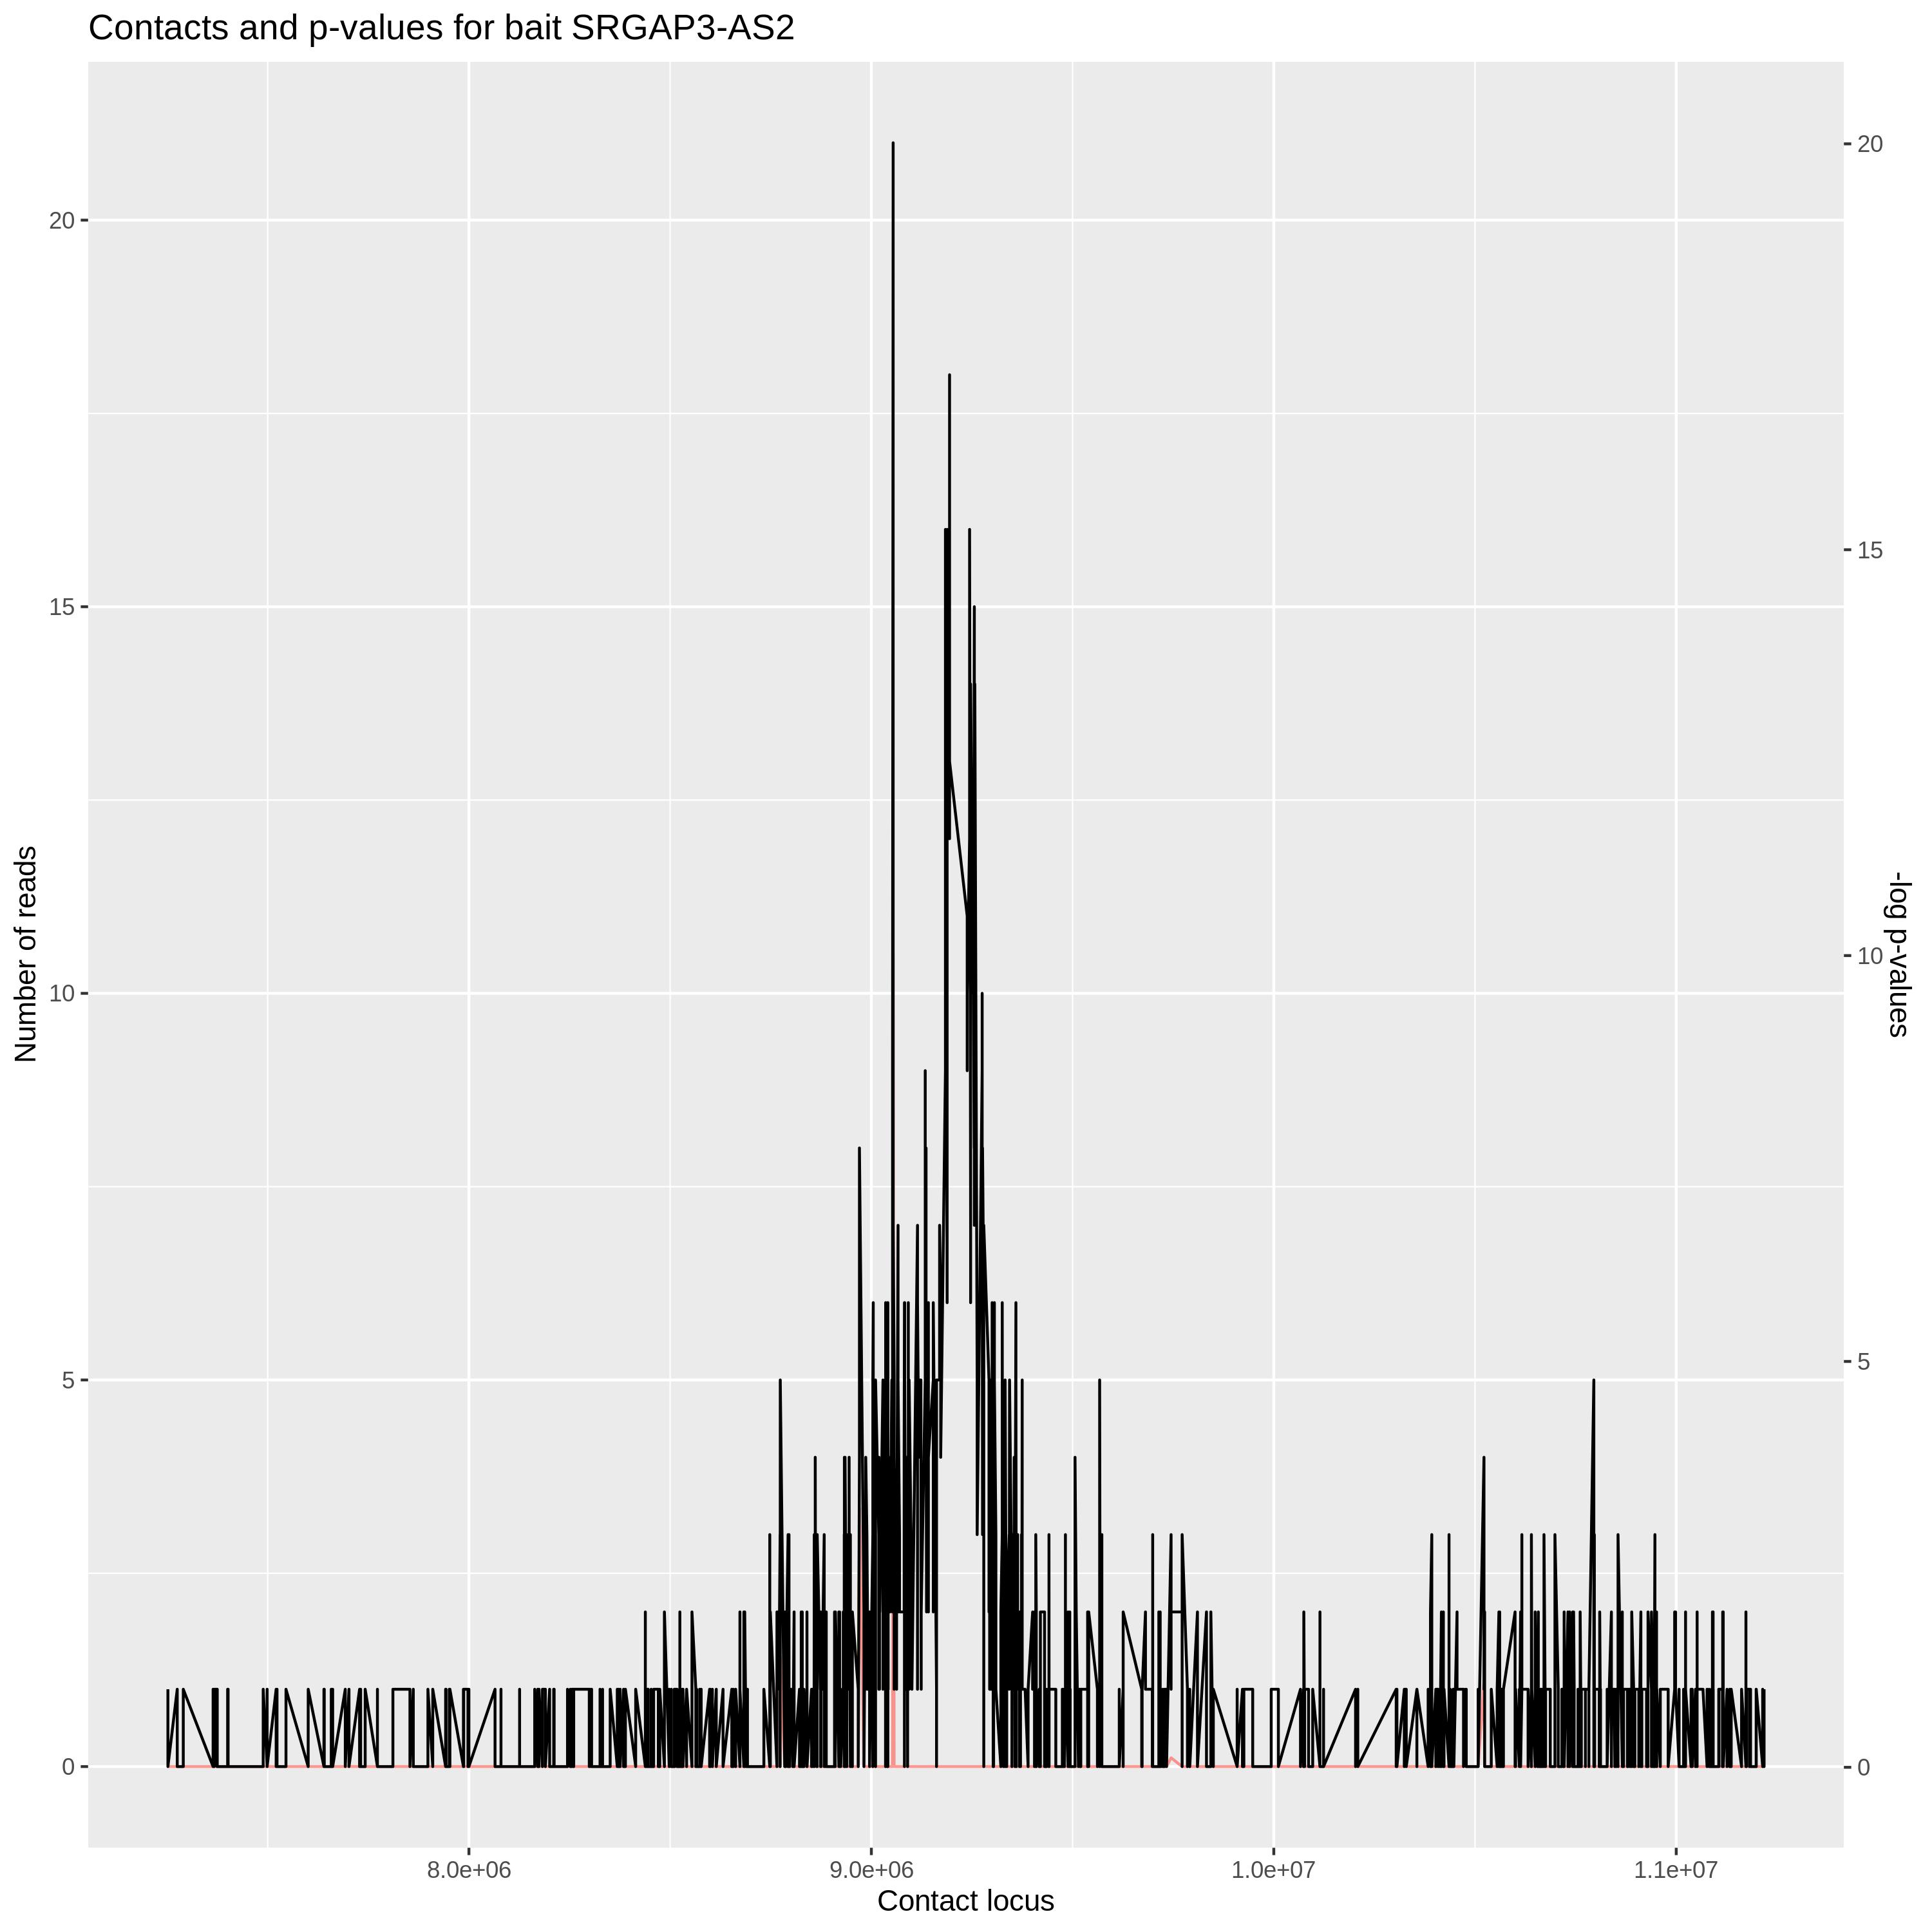 Contacts and p-values for bait SRGAP3-AS2
20
15
10
5
0
Number of reads
20
15
10
5
0
-log p-values
8.0e+06 9.0e+06 1.0e+07 1.1e+07
Contact locus